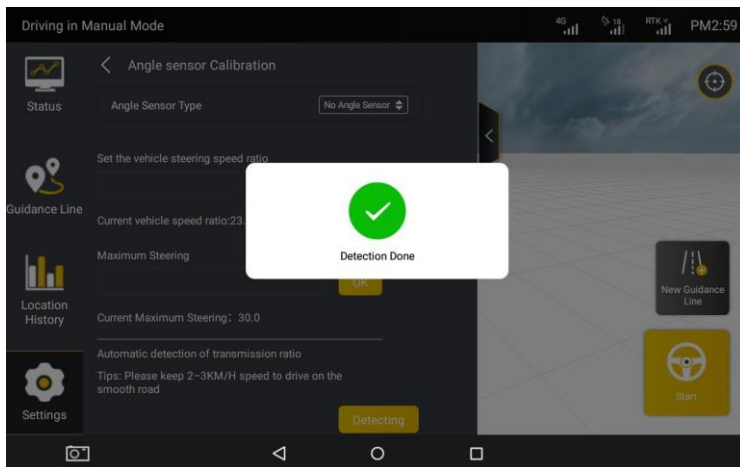 Driving in Manual Mode
4G
18
RTK
PM2:59
Status
Angle sensor Calibration
Angle Sensor Type
No Angle Sensor
Set the vehicle steering speed ratio
Guidance Line
Current vehicle speed ratio:23.
Detection Done
Maximum Steering
OK
Location
History
Current Maximum Steering: 30.0
New Guidance
Line
Automatic detection of transmission ratio
Tips: Please keep 2-3KM/H speed to drive on the
smooth road
Settings
Detecting
Start